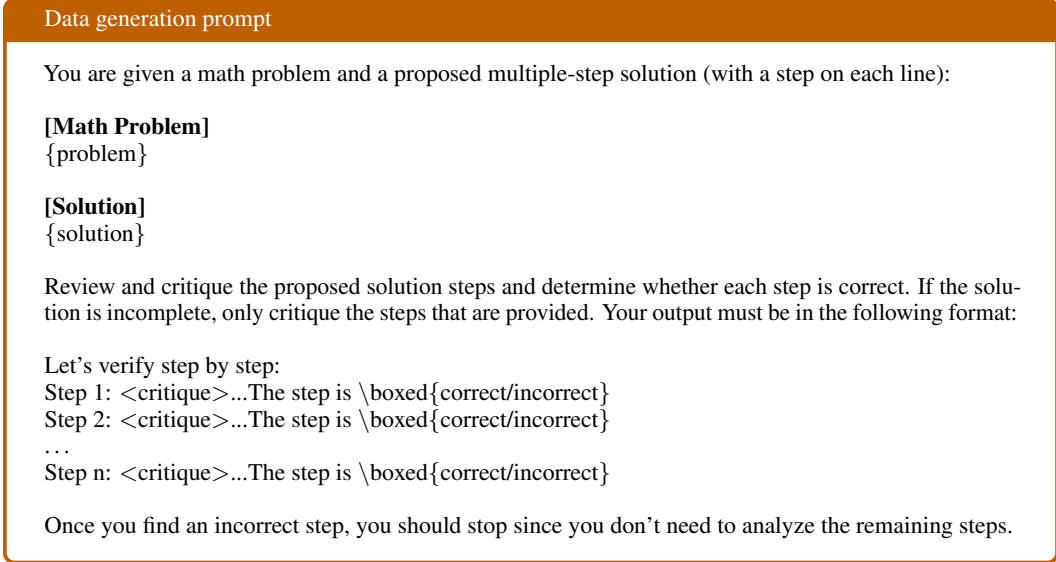 Data generation prompt
You are given a math problem and a proposed multiple-step solution (with a step on each line):
[Math Problem]
{problem}
[Solution]
{solution}
Review and critique the proposed solution steps and determine whether each step is correct. If the solu-
tion is incomplete, only critique the steps that are provided. Your output must be in the following format:
Let's verify step by step:
Step 1: <critique>...The step is \boxed{correct/incorrect}
Step 2: <critique>...The step is \boxed{correct/incorrect}
...
Step n: <critique>...The step is \boxed{correct/incorrect}
Once you find an incorrect step, you should stop since you don't need to analyze the remaining steps.